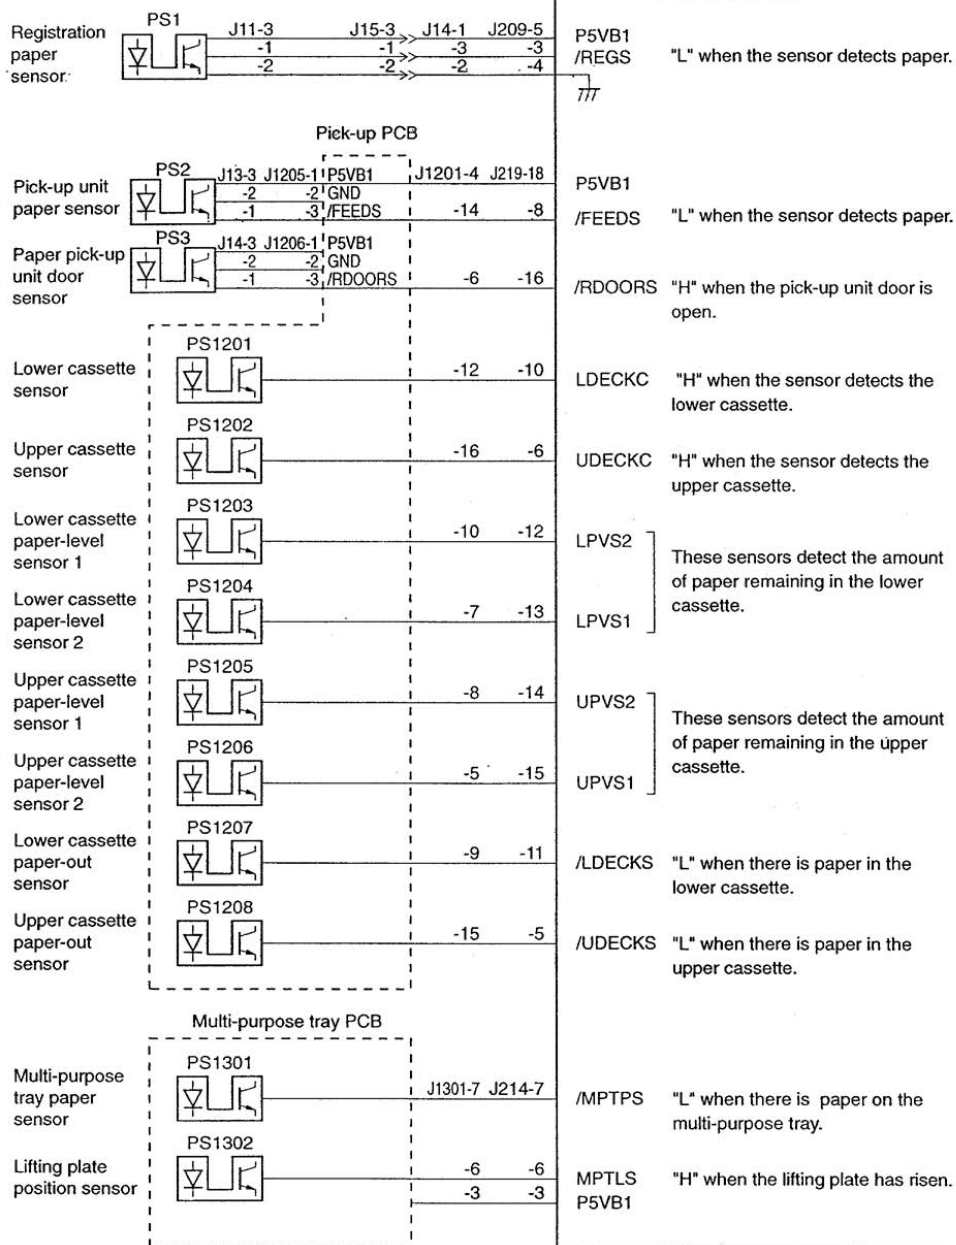 PS1
Registration
paper
sensor
J11-3 J15-3 J14-1 J209-5
-1 -1 -3 -3
-2 -2 -2 -4
P5VB1
/REGS "L" when the sensor detects paper.
Pick-up PCB
PS2
Pick-up unit
paper sensor
J13-3 J1205-1 P5VB1 J1201-4 J219-18
-2 -2 GND
-1 -3 /FEEDS -14 -8
P5VB1
/FEEDS "L" when the sensor detects paper.
PS3
Paper pick-up
unit door
sensor
J14-3 J1206-1 P5VB1
-2 -2 GND
-1 -3 /RDOORS -6 -16
/RDOORS "H" when the pick-up unit door is
open.
PS1201
Lower cassette
sensor
-12 -10
LDECKC "H" when the sensor detects the
lower cassette.
PS1202
Upper cassette
sensor
-16 -6
UDECKC "H" when the sensor detects the
upper cassette.
PS1203
Lower cassette
paper-level
sensor 1
-10 -12
LPVS2
PS1204
Lower cassette
paper-level
sensor 2
-7 -13
LPVS1
These sensors detect the amount
of paper remaining in the lower
cassette.
PS1205
Upper cassette
paper-level
sensor 1
-8 -14
UPVS2
PS1206
Upper cassette
paper-level
sensor 2
-5 -15
UPVS1
These sensors detect the amount
of paper remaining in the upper
cassette.
PS1207
Lower cassette
paper-out
sensor
-9 -11
/LDECKS "L" when there is paper in the
lower cassette.
PS1208
Upper cassette
paper-out
sensor
-15 -5
/UDECKS "L" when there is paper in the
upper cassette.
Multi-purpose tray PCB
PS1301
Multi-purpose
tray paper
sensor
J1301-7 J214-7
/MPTPS "L" when there is paper on the
multi-purpose tray.
PS1302
Lifting plate
position sensor
-6 -6
-3 -3
MPTLS "H" when the lifting plate has risen.
P5VB1